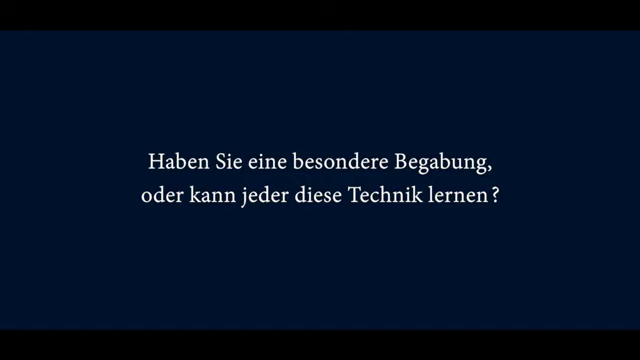 Haben Sie eine besondere Begabung,
oder kann jeder diese Technik lernen?